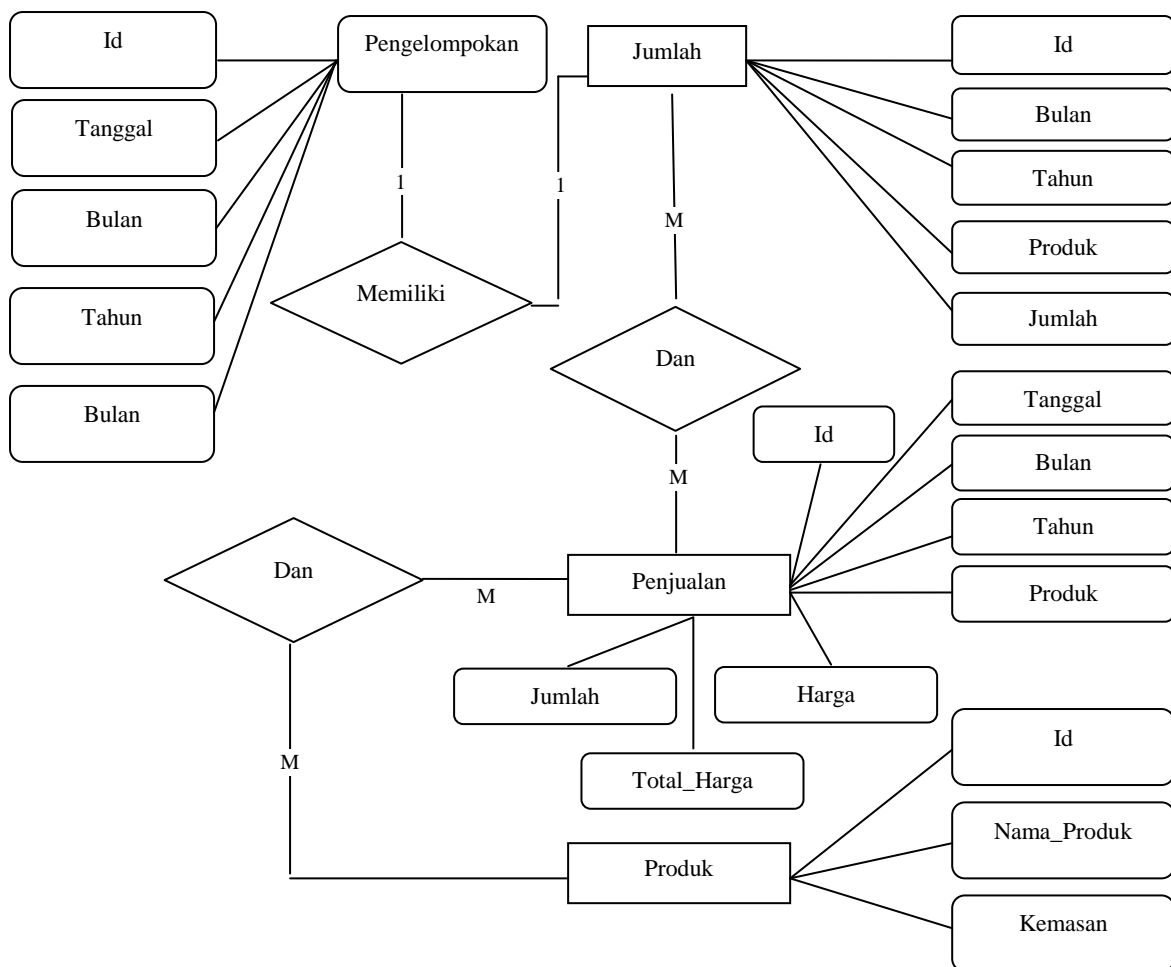 Id
Pengelompokan
Jumlah
Id
Tanggal
Bulan
Bulan
Tahun
Tahun
Bulan
Produk
Jumlah
1
1
M
Memiliki
Dan
M
Id
Tanggal
Bulan
Tahun
Produk
Dan
M
Penjualan
Jumlah
Harga
Total_Harga
M
Produk
Id
Nama_Produk
Kemasan